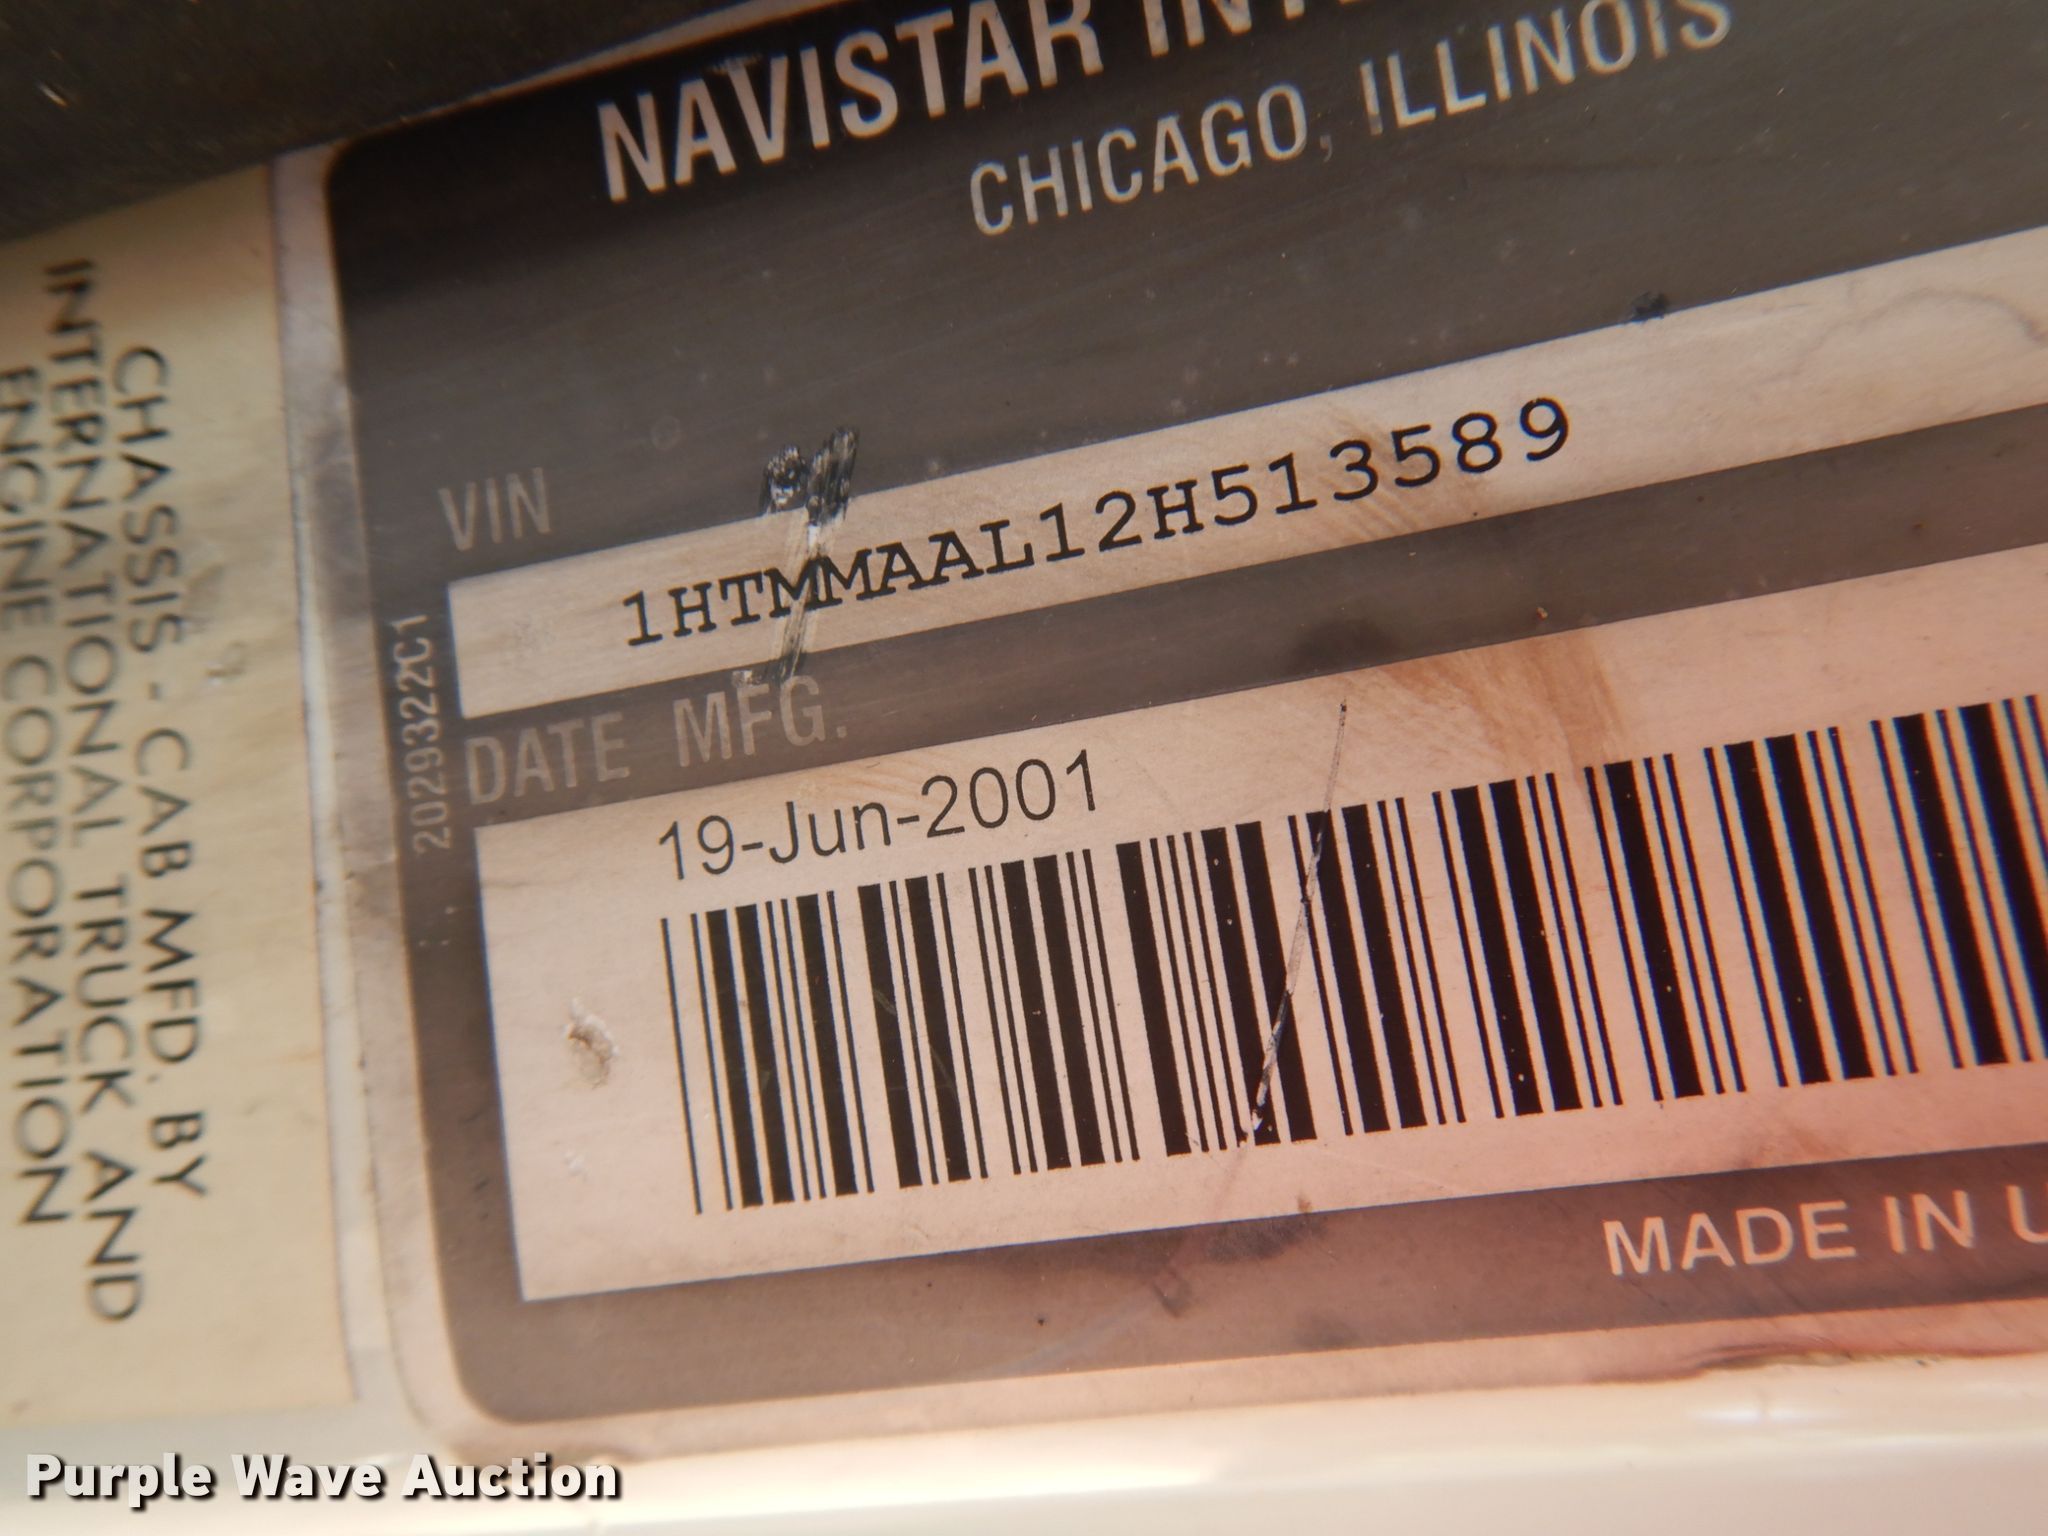 NAVISTAR
CHICAGO, ILLINOIS
VIN
1HTMMAAL12H513589
DATE MFG.
19-Jun-2001
MADE IN
2029322C1
CHASSIS - CAB MFD. BY
INTERNATIONAL TRUCK AND
ENGINE CORPORATION
Purple Wave Auction